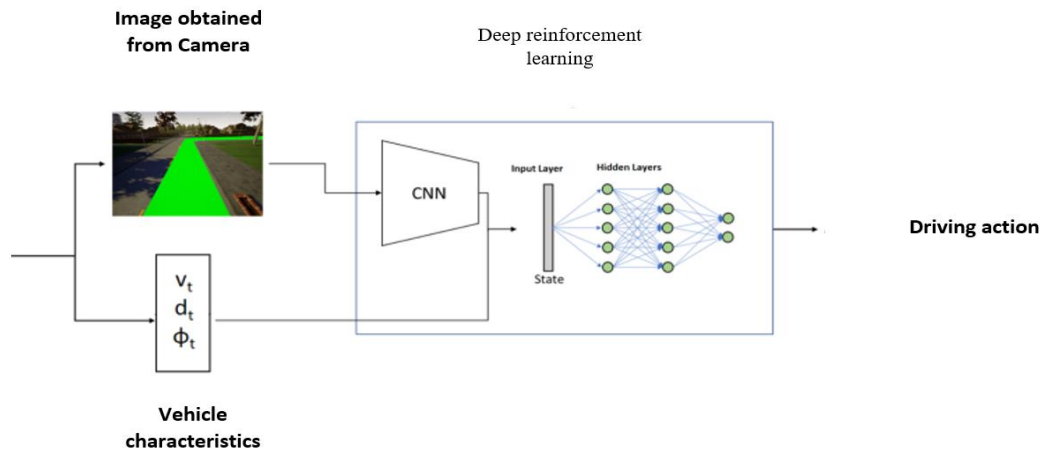 Image obtained
from Camera
Deep reinforcement
learning
CNN
Input Layer
Hidden Layers
State
Driving action
vₜ
dₜ
ϕₜ
Vehicle
characteristics